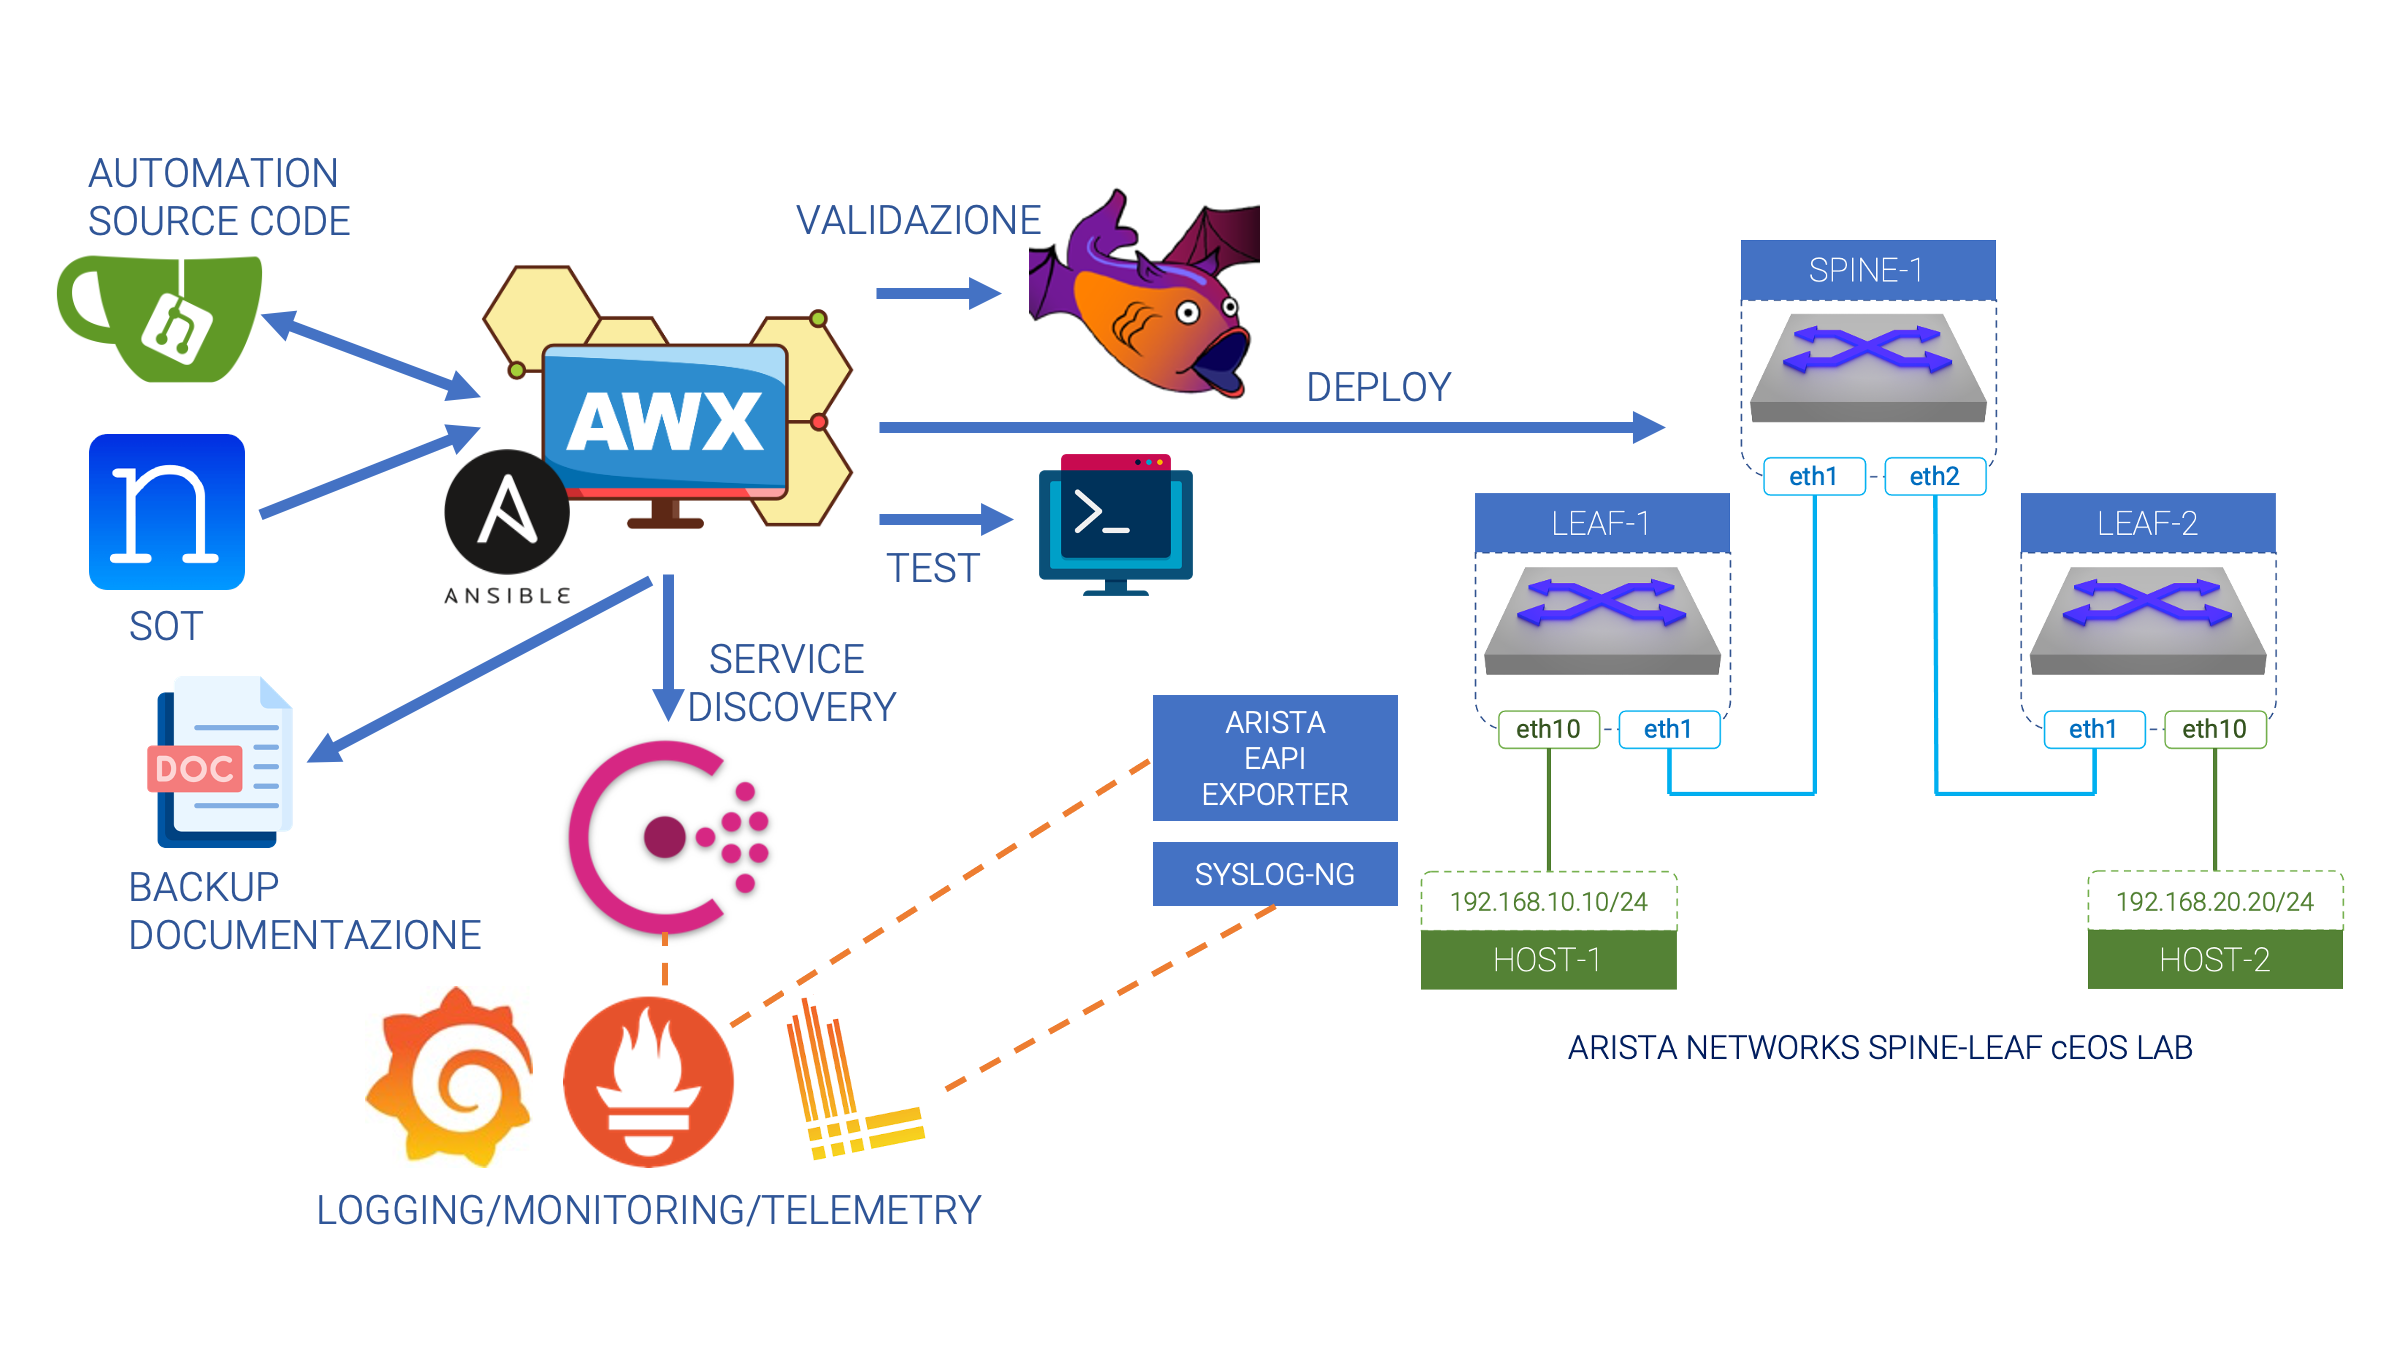 AUTOMATION
SOURCE CODE
SOT
BACKUP
DOCUMENTAZIONE
AWX
ANSIBLE
n
DOC
VALIDAZIONE
DEPLOY
>_
TEST
SERVICE
DISCOVERY
LOGGING/MONITORING/TELEMETRY
ARISTA
EAPI
EXPORTER
SYSLOG-NG
SPINE-1
eth1
eth2
LEAF-1
eth10
eth1
LEAF-2
eth1
eth10
192.168.10.10/24
HOST-1
192.168.20.20/24
HOST-2
ARISTA NETWORKS SPINE-LEAF cEOS LAB